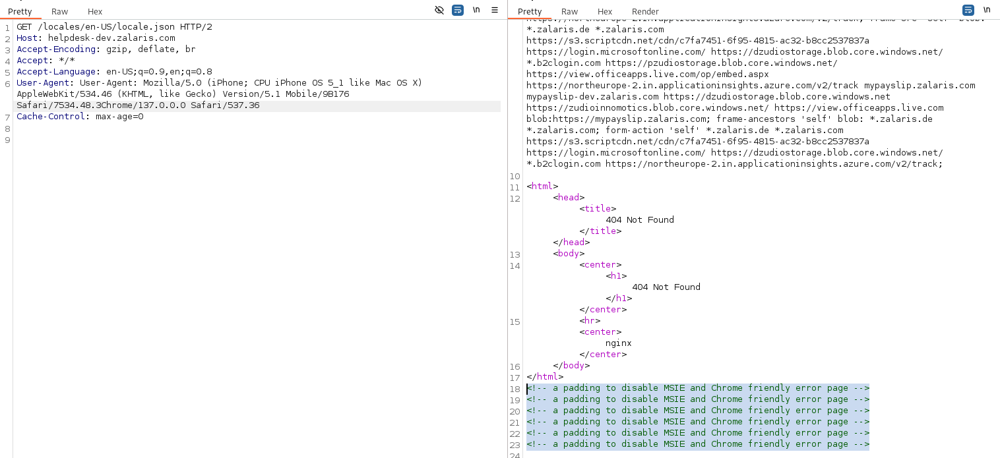 Pretty Raw Hex \n
1 GET /locales/en-US/locale.json HTTP/2
2 Host: helpdesk-dev.zalaris.com
3 Accept-Encoding: gzip, deflate, br
4 Accept: */*
5 Accept-Language: en-US;q=0.9,en;q=0.8
6 User-Agent: User-Agent: Mozilla/5.0 (iPhone; CPU iPhone OS 5_1 like Mac OS X)
AppleWebKit/534.46 (KHTML, like Gecko) Version/5.1 Mobile/9B176
Safari/7534.48.3Chrome/137.0.0.0 Safari/537.36
7 Cache-Control: max-age=0
8
9
Pretty Raw Hex Render \n
https://northeurope-2.in.applicationinsights.azure.com/v2/track; frame-src 'self' blob:
*.zalaris.de *.zalaris.com
https://s3.scriptcdn.net/cdn/c7fa7451-6f95-4815-ac32-b8cc2537837a
https://login.microsoftonline.com/ https://dzudiostorage.blob.core.windows.net/
*.b2clogin.com https://pzudiostorage.blob.core.windows.net/
https://view.officeapps.live.com/op/embed.aspx
https://northeurope-2.in.applicationinsights.azure.com/v2/track mypayslip.zalaris.com
mypayslip-dev.zalaris.com https://dzudiostorage.blob.core.windows.net
https://zudioinnomotics.blob.core.windows.net/ https://view.officeapps.live.com
blob:https://mypayslip.zalaris.com; frame-ancestors 'self' blob: *.zalaris.de
*.zalaris.com; form-action 'self' *.zalaris.de *.zalaris.com
https://s3.scriptcdn.net/cdn/c7fa7451-6f95-4815-ac32-b8cc2537837a
https://login.microsoftonline.com/ https://dzudiostorage.blob.core.windows.net/
*.b2clogin.com https://northeurope-2.in.applicationinsights.azure.com/v2/track;
10
11 <html>
12 <head>
<title>
404 Not Found
</title>
</head>
13 <body>
14 <center>
<h1>
404 Not Found
</h1>
</center>
15 <hr>
<center>
nginx
</center>
16 </body>
17 </html>
18 <!-- a padding to disable MSIE and Chrome friendly error page -->
19 <!-- a padding to disable MSIE and Chrome friendly error page -->
20 <!-- a padding to disable MSIE and Chrome friendly error page -->
21 <!-- a padding to disable MSIE and Chrome friendly error page -->
22 <!-- a padding to disable MSIE and Chrome friendly error page -->
23 <!-- a padding to disable MSIE and Chrome friendly error page -->
24